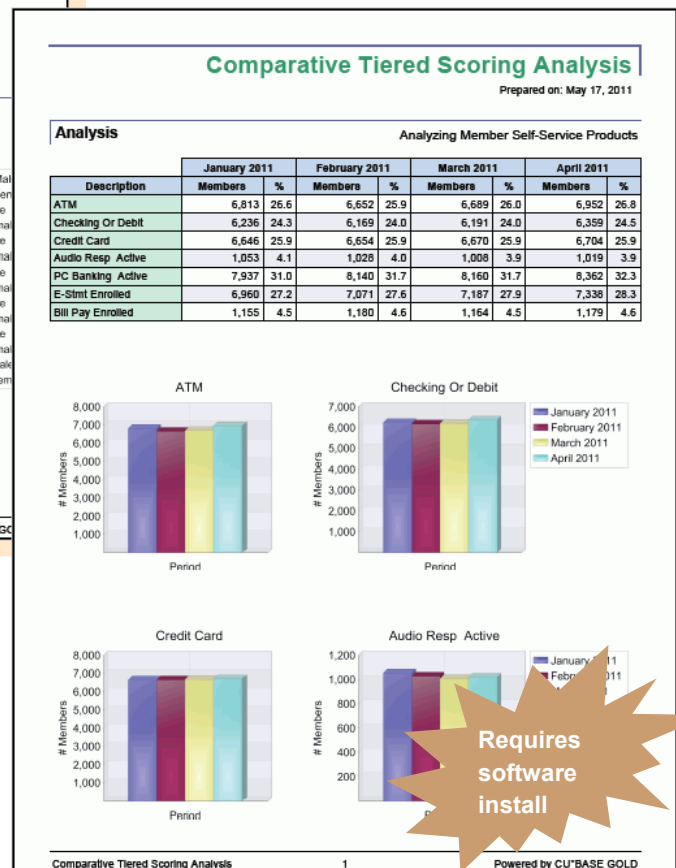 Comparative Tiered Scoring Analysis
Prepared on: May 17, 2011
Analysis Analyzing Member Self-Service Products
January 2011 February 2011 March 2011 April 2011
Description Members % Members % Members % Members %
ATM 6,813 26.6 6,652 25.9 6,689 26.0 6,952 26.8
Checking Or Debit 6,236 24.3 6,169 24.0 6,191 24.0 6,359 24.5
Credit Card 6,646 25.9 6,654 25.9 6,670 25.9 6,704 25.9
Audio Resp Active 1,053 4.1 1,028 4.0 1,008 3.9 1,019 3.9
PC Banking Active 7,937 31.0 8,140 31.7 8,160 31.7 8,362 32.3
E-Stmt Enrolled 6,960 27.2 7,071 27.6 7,187 27.9 7,338 28.3
Bill Pay Enrolled 1,155 4.5 1,180 4.6 1,164 4.5 1,179 4.6
ATM
8,000
7,000
6,000
5,000
4,000
3,000
2,000
1,000
# Members
Period
Checking Or Debit
7,000
6,000
5,000
4,000
3,000
2,000
1,000
# Members
Period
January 2011
February 2011
March 2011
April 2011
Credit Card
8,000
7,000
6,000
5,000
4,000
3,000
2,000
1,000
# Members
Period
Audio Resp Active
1,200
1,000
800
600
400
200
# Members
January
Requires
software
install
Comparative Tiered Scoring Analysis 1 Powered by CU*BASE GOLD